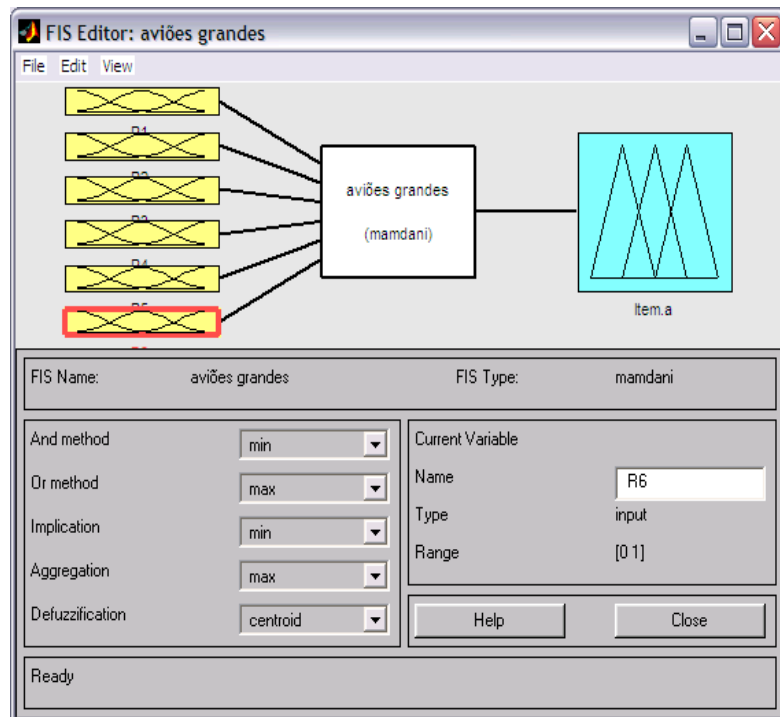 FIS Editor: aviões grandes
File Edit View
R1
R2
R3
R4
R5
aviões grandes
(mamdani)
Item.a
FIS Name: aviões grandes FIS Type: mamdani
And method min
Or method max
Implication min
Aggregation max
Defuzzification centroid
Current Variable
Name R6
Type input
Range [0 1]
Help Close
Ready